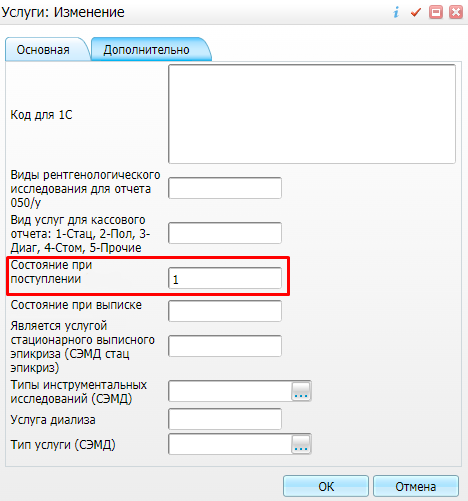 Услуги: Изменение
Основная
Дополнительно
Код для 1С
Виды рентгенологического
исследования для отчета
050/у
Вид услуг для кассового
отчета: 1-Стац, 2-Пол, 3-
Диаг, 4-Стом, 5-Прочие
Состояние при
поступлении
1
Состояние при выписке
Является услугой
стационарного выписного
эпикриза (СЭМД стац
эпикриз)
Типы инструментальных
исследований (СЭМД)
...
Услуга диализа
Тип услуги (СЭМД)
...
ОК
Отмена